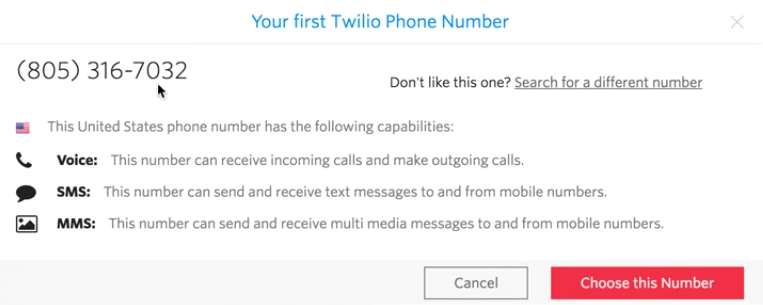 Your first Twilio Phone Number
(805) 316-7032
Don't like this one? Search for a different number
This United States phone number has the following capabilities:
Voice: This number can receive incoming calls and make outgoing calls.
SMS: This number can send and receive text messages to and from mobile numbers.
MMS: This number can send and receive multi media messages to and from mobile numbers.
Cancel
Choose this Number